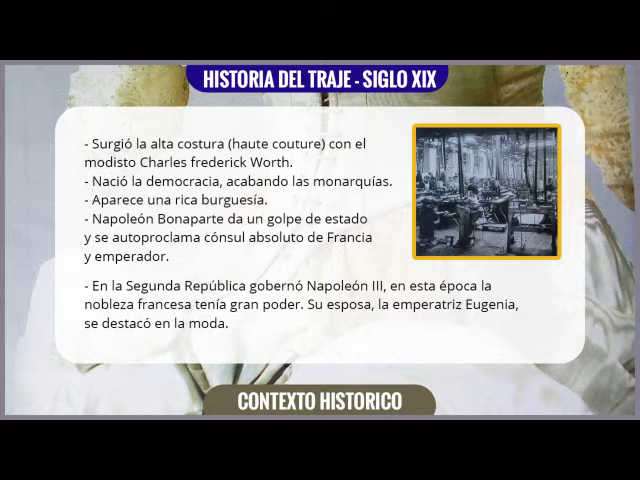 HISTORIA DEL TRAJE - SIGLO XIX
- Surgió la alta costura (haute couture) con el
modisto Charles frederick Worth.
- Nació la democracia, acabando las monarquías.
- Aparece una rica burguesía.
- Napoleón Bonaparte da un golpe de estado
y se autoproclama cónsul absoluto de Francia
y emperador.
- En la Segunda República gobernó Napoleón III, en esta época la
nobleza francesa tenía gran poder. Su esposa, la emperatriz Eugenia,
se destacó en la moda.
CONTEXTO HISTORICO